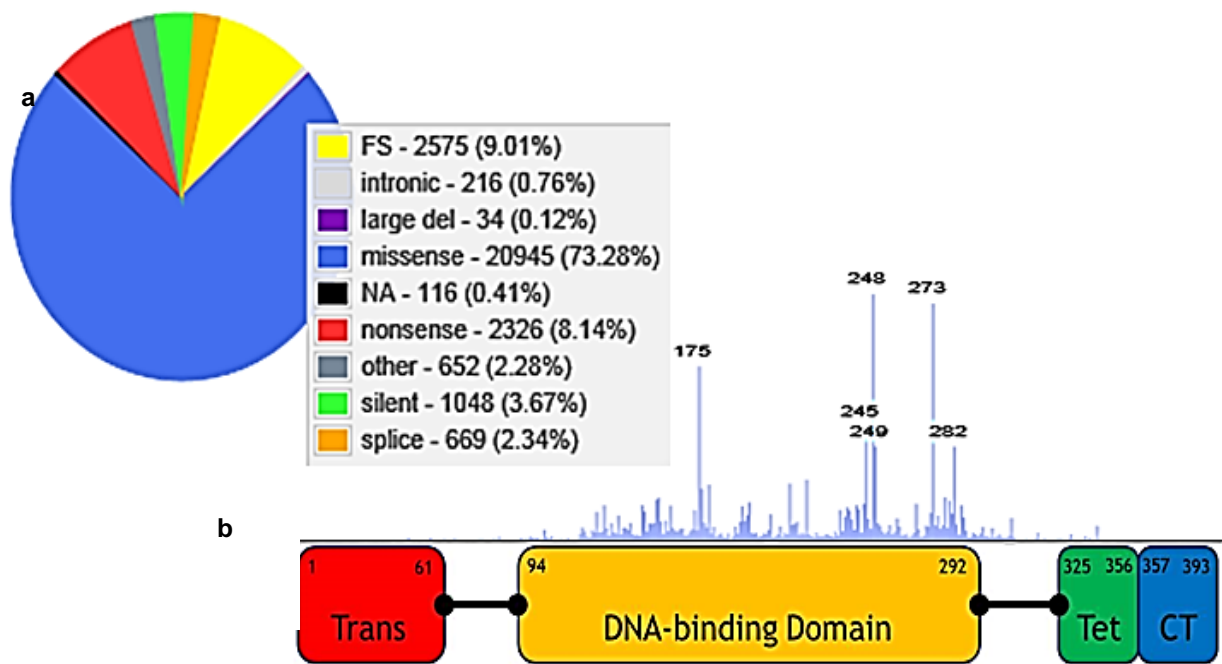 a
FS - 2575 (9.01%)
intronic - 216 (0.76%)
large del - 34 (0.12%)
missense - 20945 (73.28%)
NA - 116 (0.41%)
nonsense - 2326 (8.14%)
other - 652 (2.28%)
silent - 1048 (3.67%)
splice - 669 (2.34%)
248 273
175
245
249 282
b
1 61 94 292 325 356 357 393
Trans DNA-binding Domain Tet CT